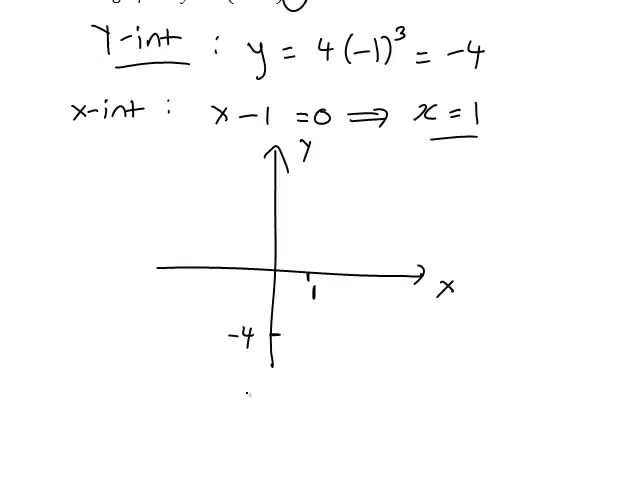 Y-int : y = 4(-1)³ = -4
x-int : x-1 =0 ⇒ x = 1
y
x
1
-4